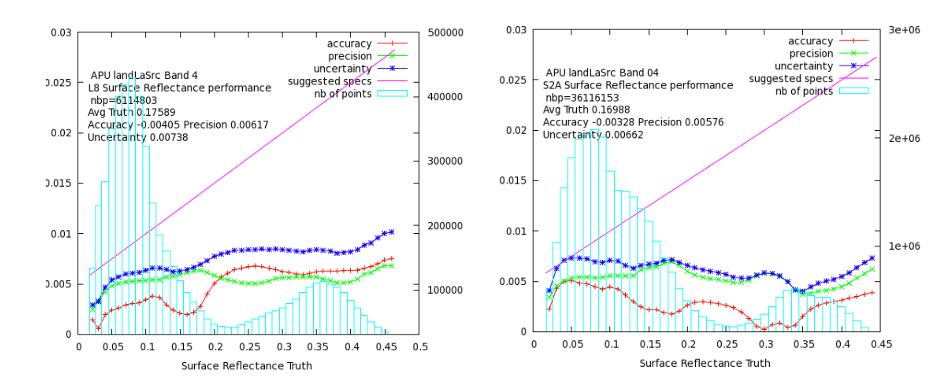 0.03
0.025
0.02
0.015
0.01
0.005
0
500000
400000
300000
200000
100000
accuracy
precision
uncertainty
suggested specs
nb of points
APU landLaSrc Band 4
L8 Surface Reflectance performance
nbp=6114803
Avg Truth 0.17589
Accuracy -0.00405 Precision 0.00617
Uncertainty 0.00738
0 0.05 0.1 0.15 0.2 0.25 0.3 0.35 0.4 0.45 0.5
Surface Reflectance Truth
0.03
0.025
0.02
0.015
0.01
0.005
0
3e+06
2e+06
1e+06
accuracy
precision
uncertainty
suggested specs
nb of points
APU landLaSrc Band 04
S2A Surface Reflectance performance
nbp=36116153
Avg Truth 0.16988
Accuracy -0.00328 Precision 0.00576
Uncertainty 0.00662
0 0.05 0.1 0.15 0.2 0.25 0.3 0.35 0.4 0.45
Surface Reflectance Truth